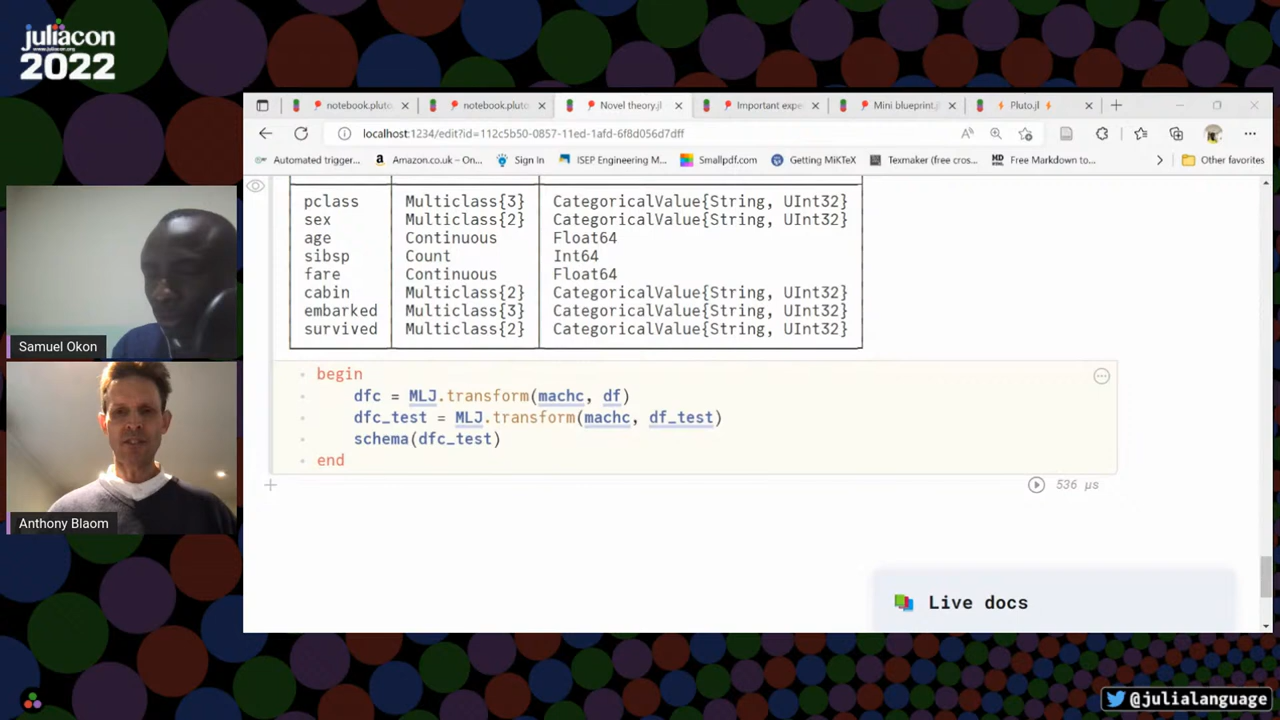 juliacon
www.julacon.org
2022
notebook.pluto
notebook.pluto
Novel theory.jl
Important expe
Mini blueprint.jl
Pluto.jl
localhost:1234/edit?id=112c5b50-0857-11ed-1afd-6f8d056d7dff
Automated trigger...
Amazon.co.uk – On...
Sign In
ISEP Engineering M...
Smallpdf.com
Getting MiKTeX
Texmaker (free cros...
Free Markdown to...
Other favorites
pclass Multiclass{3} CategoricalValue{String, UInt32}
sex Multiclass{2} CategoricalValue{String, UInt32}
age Continuous Float64
sibsp Count Int64
fare Continuous Float64
cabin Multiclass{2} CategoricalValue{String, UInt32}
embarked Multiclass{3} CategoricalValue{String, UInt32}
survived Multiclass{2} CategoricalValue{String, UInt32}
begin
dfc = MLJ.transform(machc, df)
dfc_test = MLJ.transform(machc, df_test)
schema(dfc_test)
end
536 μs
Live docs
Samuel Okon
Anthony Blaom
@julialanguage